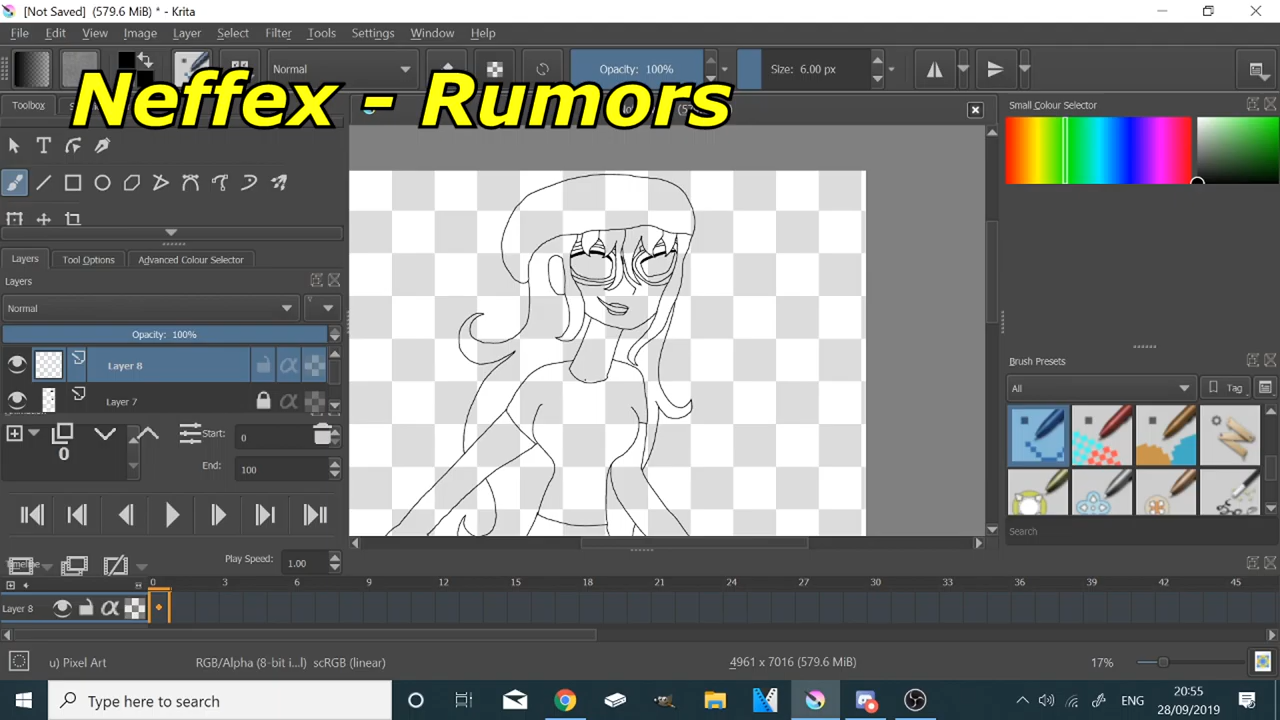 [Not Saved] (579.6 MiB) * - Krita
File Edit View Image Layer Select Filter Tools Settings Window Help
Normal
Opacity: 100%
Size: 6.00 px
Neffex - Rumors
Toolbox
Small Colour Selector
Layers Tool Options Advanced Colour Selector
Layers
Normal
Opacity: 100%
Layer 8
Layer 7
Brush Presets
All
Tag
Start: 0
0
End: 100
Search
Play Speed: 1.00
0 3 6 9 12 15 18 21 24 27 30 33 36 39 42 45
Layer 8
u) Pixel Art
RGB/Alpha (8-bit i...l) scRGB (linear)
4961 x 7016 (579.6 MiB)
17%
Type here to search
ENG
20:55
28/09/2019